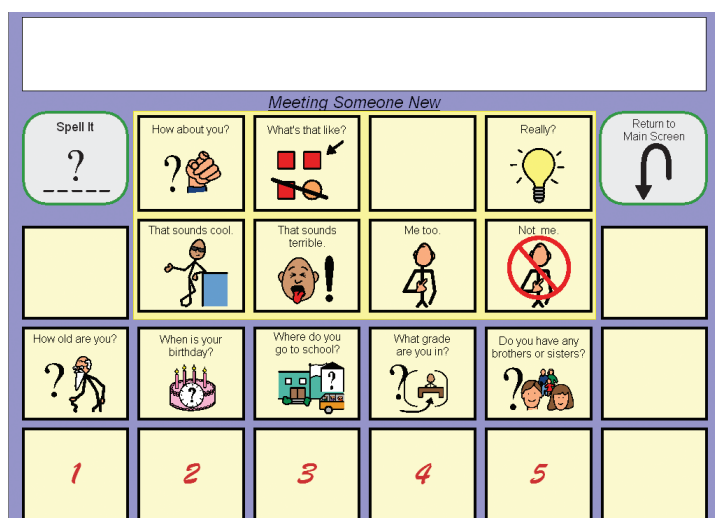 Meeting Someone New
Spell It
?
_ _ _ _ _
How about you?
?
What's that like?
Really?
Return to
Main Screen
That sounds cool.
That sounds
terrible.
!
Me too.
Not me.
How old are you?
?
When is your
birthday?
?
Where do you
go to school?
?
What grade
are you in?
?
Do you have any
brothers or sisters?
?
1
2
3
4
5